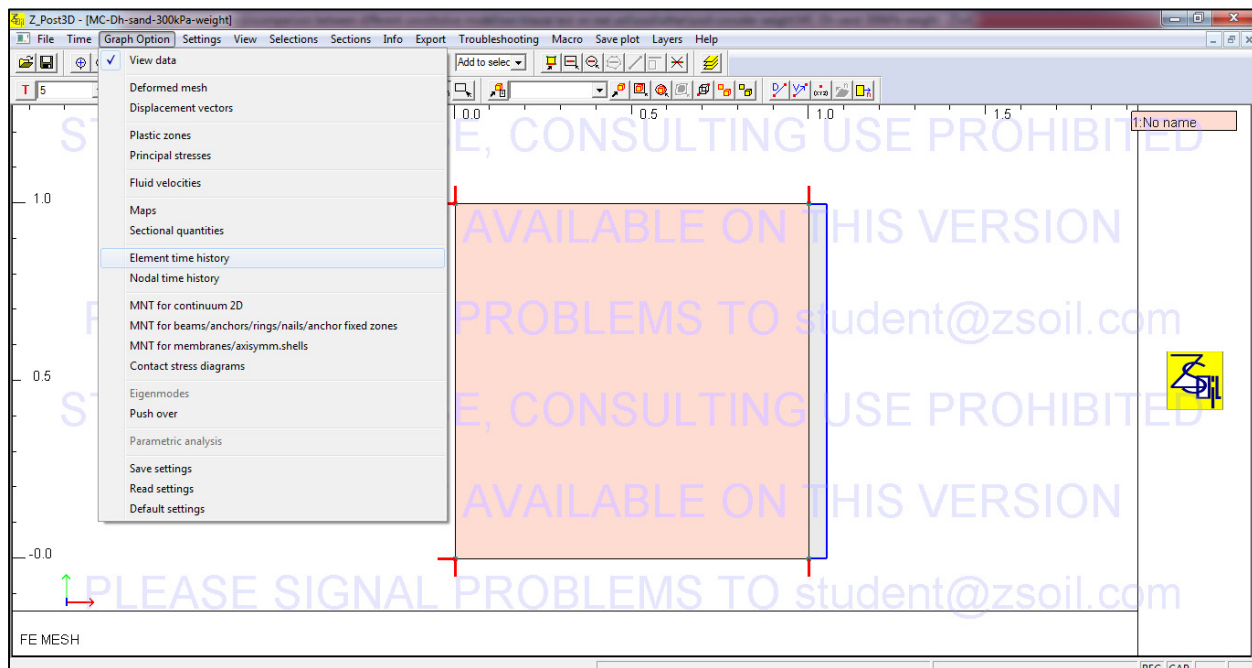 Z_Post3D - [MC-Dh-sand-300kPa-weight]
File Time Graph Option Settings View Selections Sections Info Export Troubleshooting Macro Save plot Layers Help
Add to selec
T 5
View data
Deformed mesh
Displacement vectors
Plastic zones
Principal stresses
Fluid velocities
Maps
Sectional quantities
Element time history
Nodal time history
MNT for continuum 2D
MNT for beams/anchors/rings/nails/anchor fixed zones
MNT for membranes/axisymm.shells
Contact stress diagrams
Eigenmodes
Push over
Parametric analysis
Save settings
Read settings
Default settings
0.0 0.5 1.0 1.5
1:No name
E, CONSULTING USE PROHIBITED
1.0
AVAILABLE ON THIS VERSION
PROBLEMS TO student@zsoil.com
0.5
E, CONSULTING USE PROHIBITED
AVAILABLE ON THIS VERSION
-0.0
PLEASE SIGNAL PROBLEMS TO student@zsoil.com
FE MESH